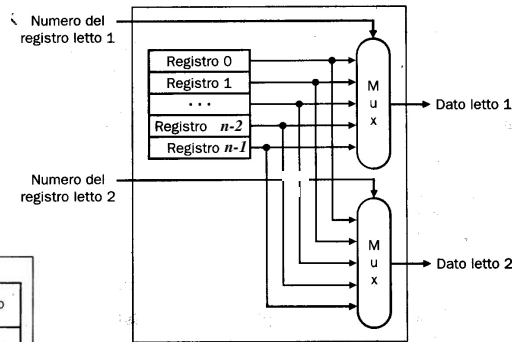 Numero del
registro letto 1
Registro 0
Registro 1
...
Registro n-2
Registro n-1
M
u
x
Dato letto 1
Numero del
registro letto 2
M
u
x
Dato letto 2
o